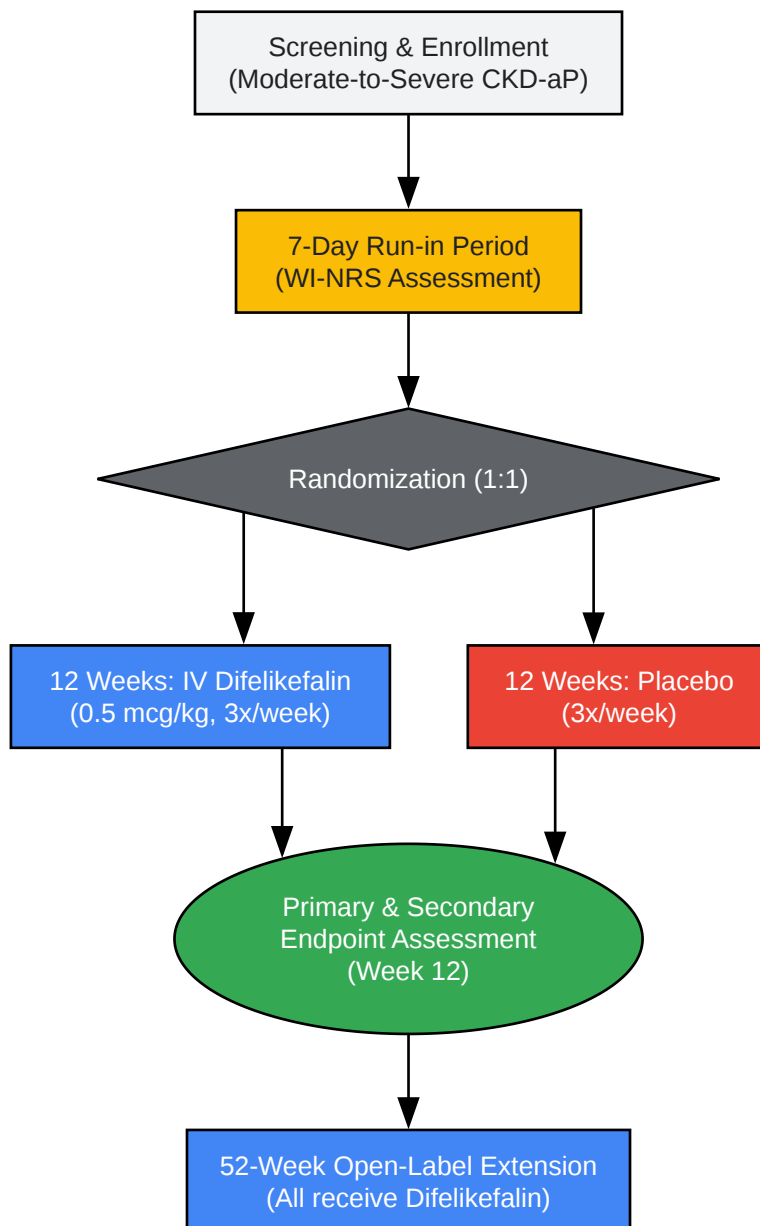 Screening & Enrollment
(Moderate-to-Severe CKD-aP)
7-Day Run-in Period
(WI-NRS Assessment)
Randomization (1:1)
12 Weeks: IV Difelikefalin
(0.5 mcg/kg, 3x/week)
12 Weeks: Placebo
(3x/week)
Primary & Secondary
Endpoint Assessment
(Week 12)
52-Week Open-Label Extension
(All receive Difelikefalin)